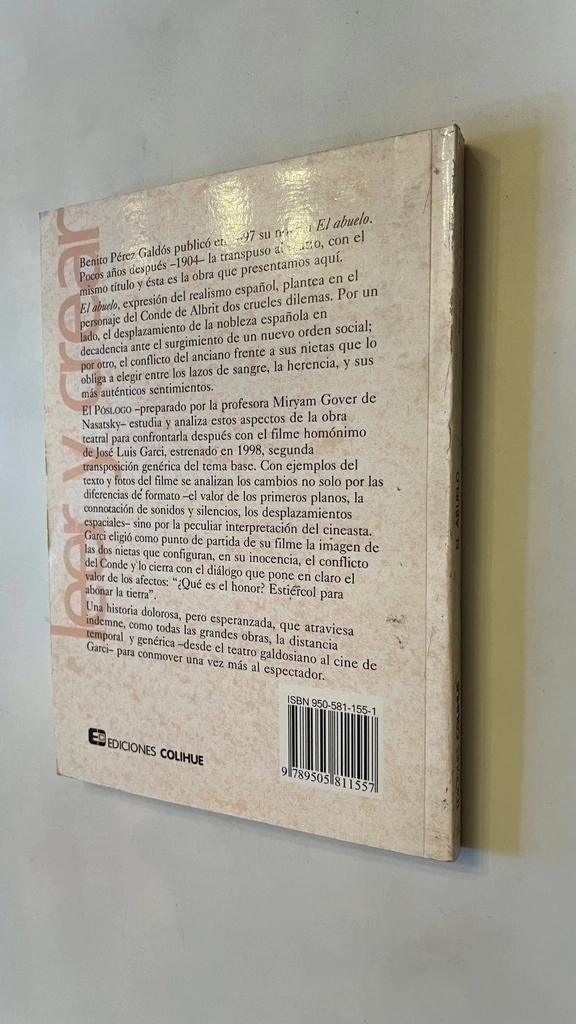 leer y crear
Benito Pérez Galdós publicó 97 su El abuelo.
Pocos años después –1904– la transpuso con el
mismo título y ésta es la obra que presentamos aquí.
El abuelo, expresión del realismo español, plantea en el
personaje del Conde de Albrit dos crueles dilemas. Por un
lado, el desplazamiento de la nobleza española en
decadencia ante el surgimiento de un nuevo orden social;
por otro, el conflicto del anciano frente a sus nietas que lo
obliga a elegir entre los lazos de sangre, la herencia, y sus
más auténticos sentimientos.
El PÓSLOGO –preparado por la profesora Miryam Gover de
Nasatsky– estudia y analiza estos aspectos de la obra
teatral para confrontarla después con el filme homónimo
de José Luis Garci, estrenado en 1998, segunda
transposición genérica del tema base. Con ejemplos del
texto y fotos del filme se analizan los cambios no solo por las
diferencias de formato –el valor de los primeros planos, la
connotación de sonidos y silencios, los desplazamientos
espaciales– sino por la peculiar interpretación del cineasta.
Garci eligió como punto de partida de su filme la imagen de
las dos nietas que configuran, en su inocencia, el conflicto
del Conde y lo cierra con el diálogo que pone en claro el
valor de los afectos: “¿Qué es el honor? Estiércol para
abonar la tierra”.
Una historia dolorosa, pero esperanzada, que atraviesa
indemne, como todas las grandes obras, la distancia
temporal y genérica –desde el teatro galdosiano al cine de
Garci– para conmover una vez más al espectador.
ISBN 950-581-155-1
9 789505 811557
EDICIONES COLIHUE
EL ABUELO
COLIHUE